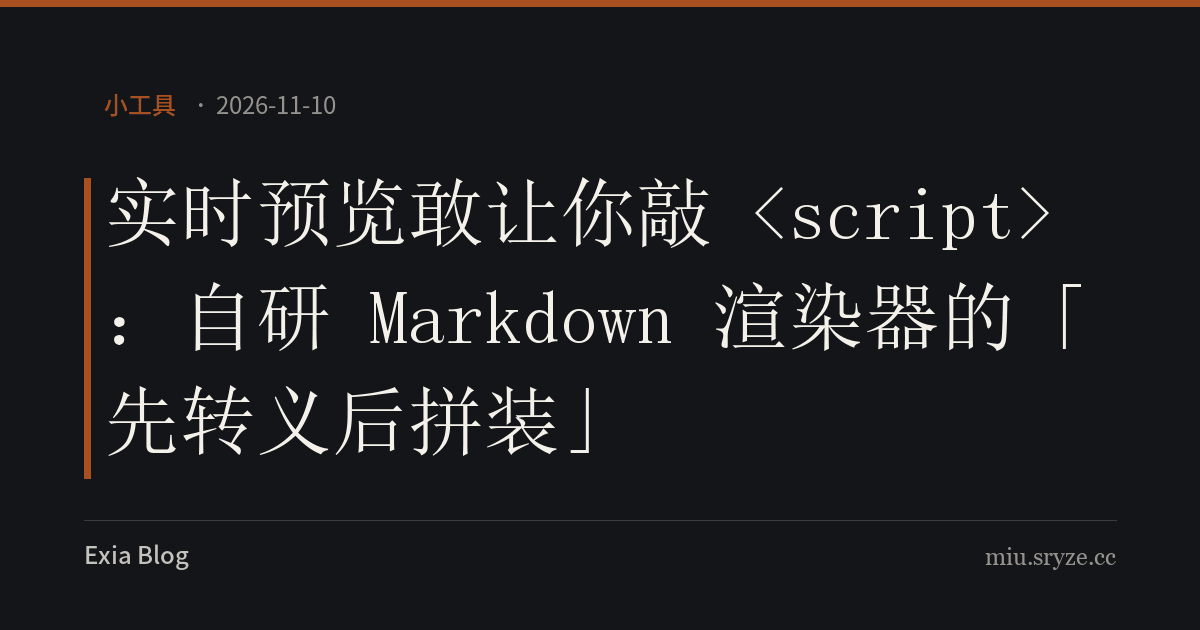 小工具 · 2026-11-10
实时预览敢让你敲 <script>
：自研 Markdown 渲染器的「
先转义后拼装」
Exia Blog
miu.sryze.cc